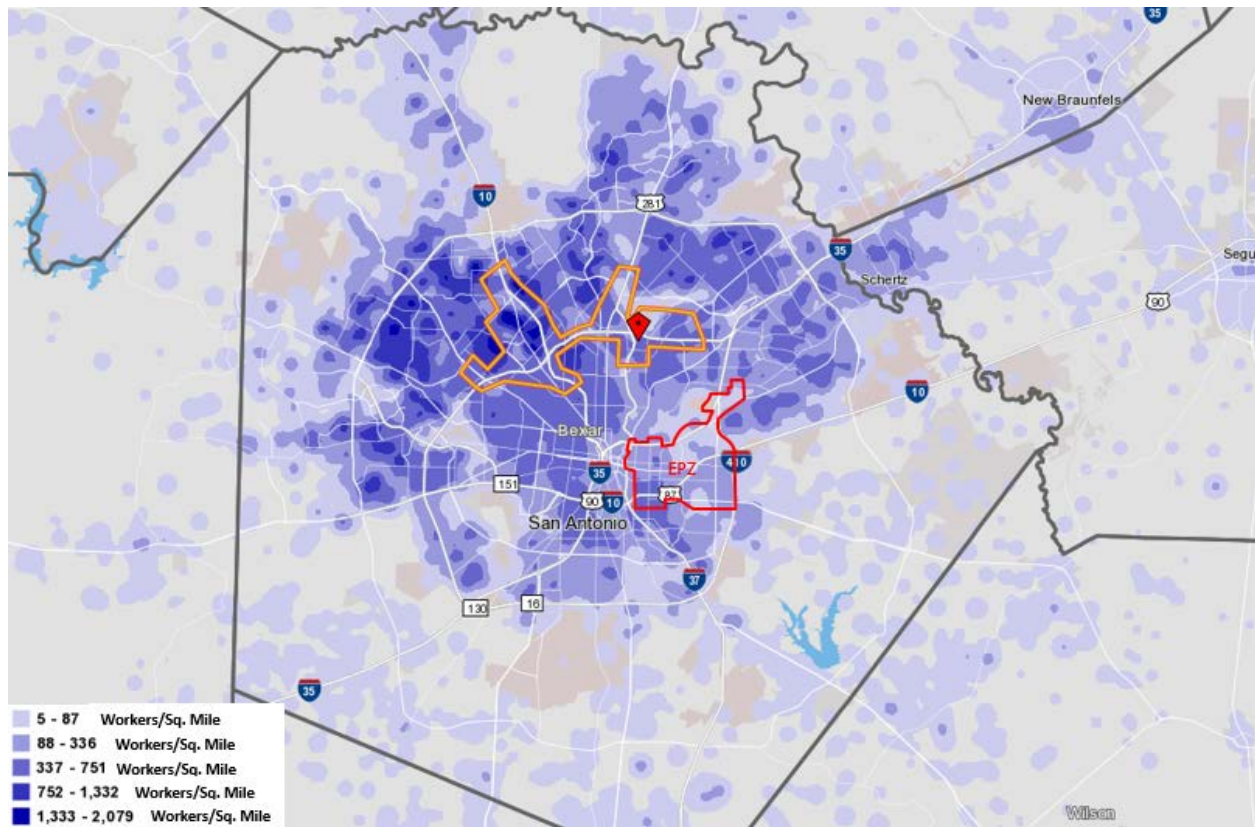 35
New Braunfels
10
281
35
Schertz
Segu
90
10
Bexar
EPZ
410
35
151
90
10
87
San Antonio
37
130
16
35
5 - 87 Workers/Sq. Mile
88 - 336 Workers/Sq. Mile
337 - 751 Workers/Sq. Mile
752 - 1,332 Workers/Sq. Mile
1,333 - 2,079 Workers/Sq. Mile
Wilson